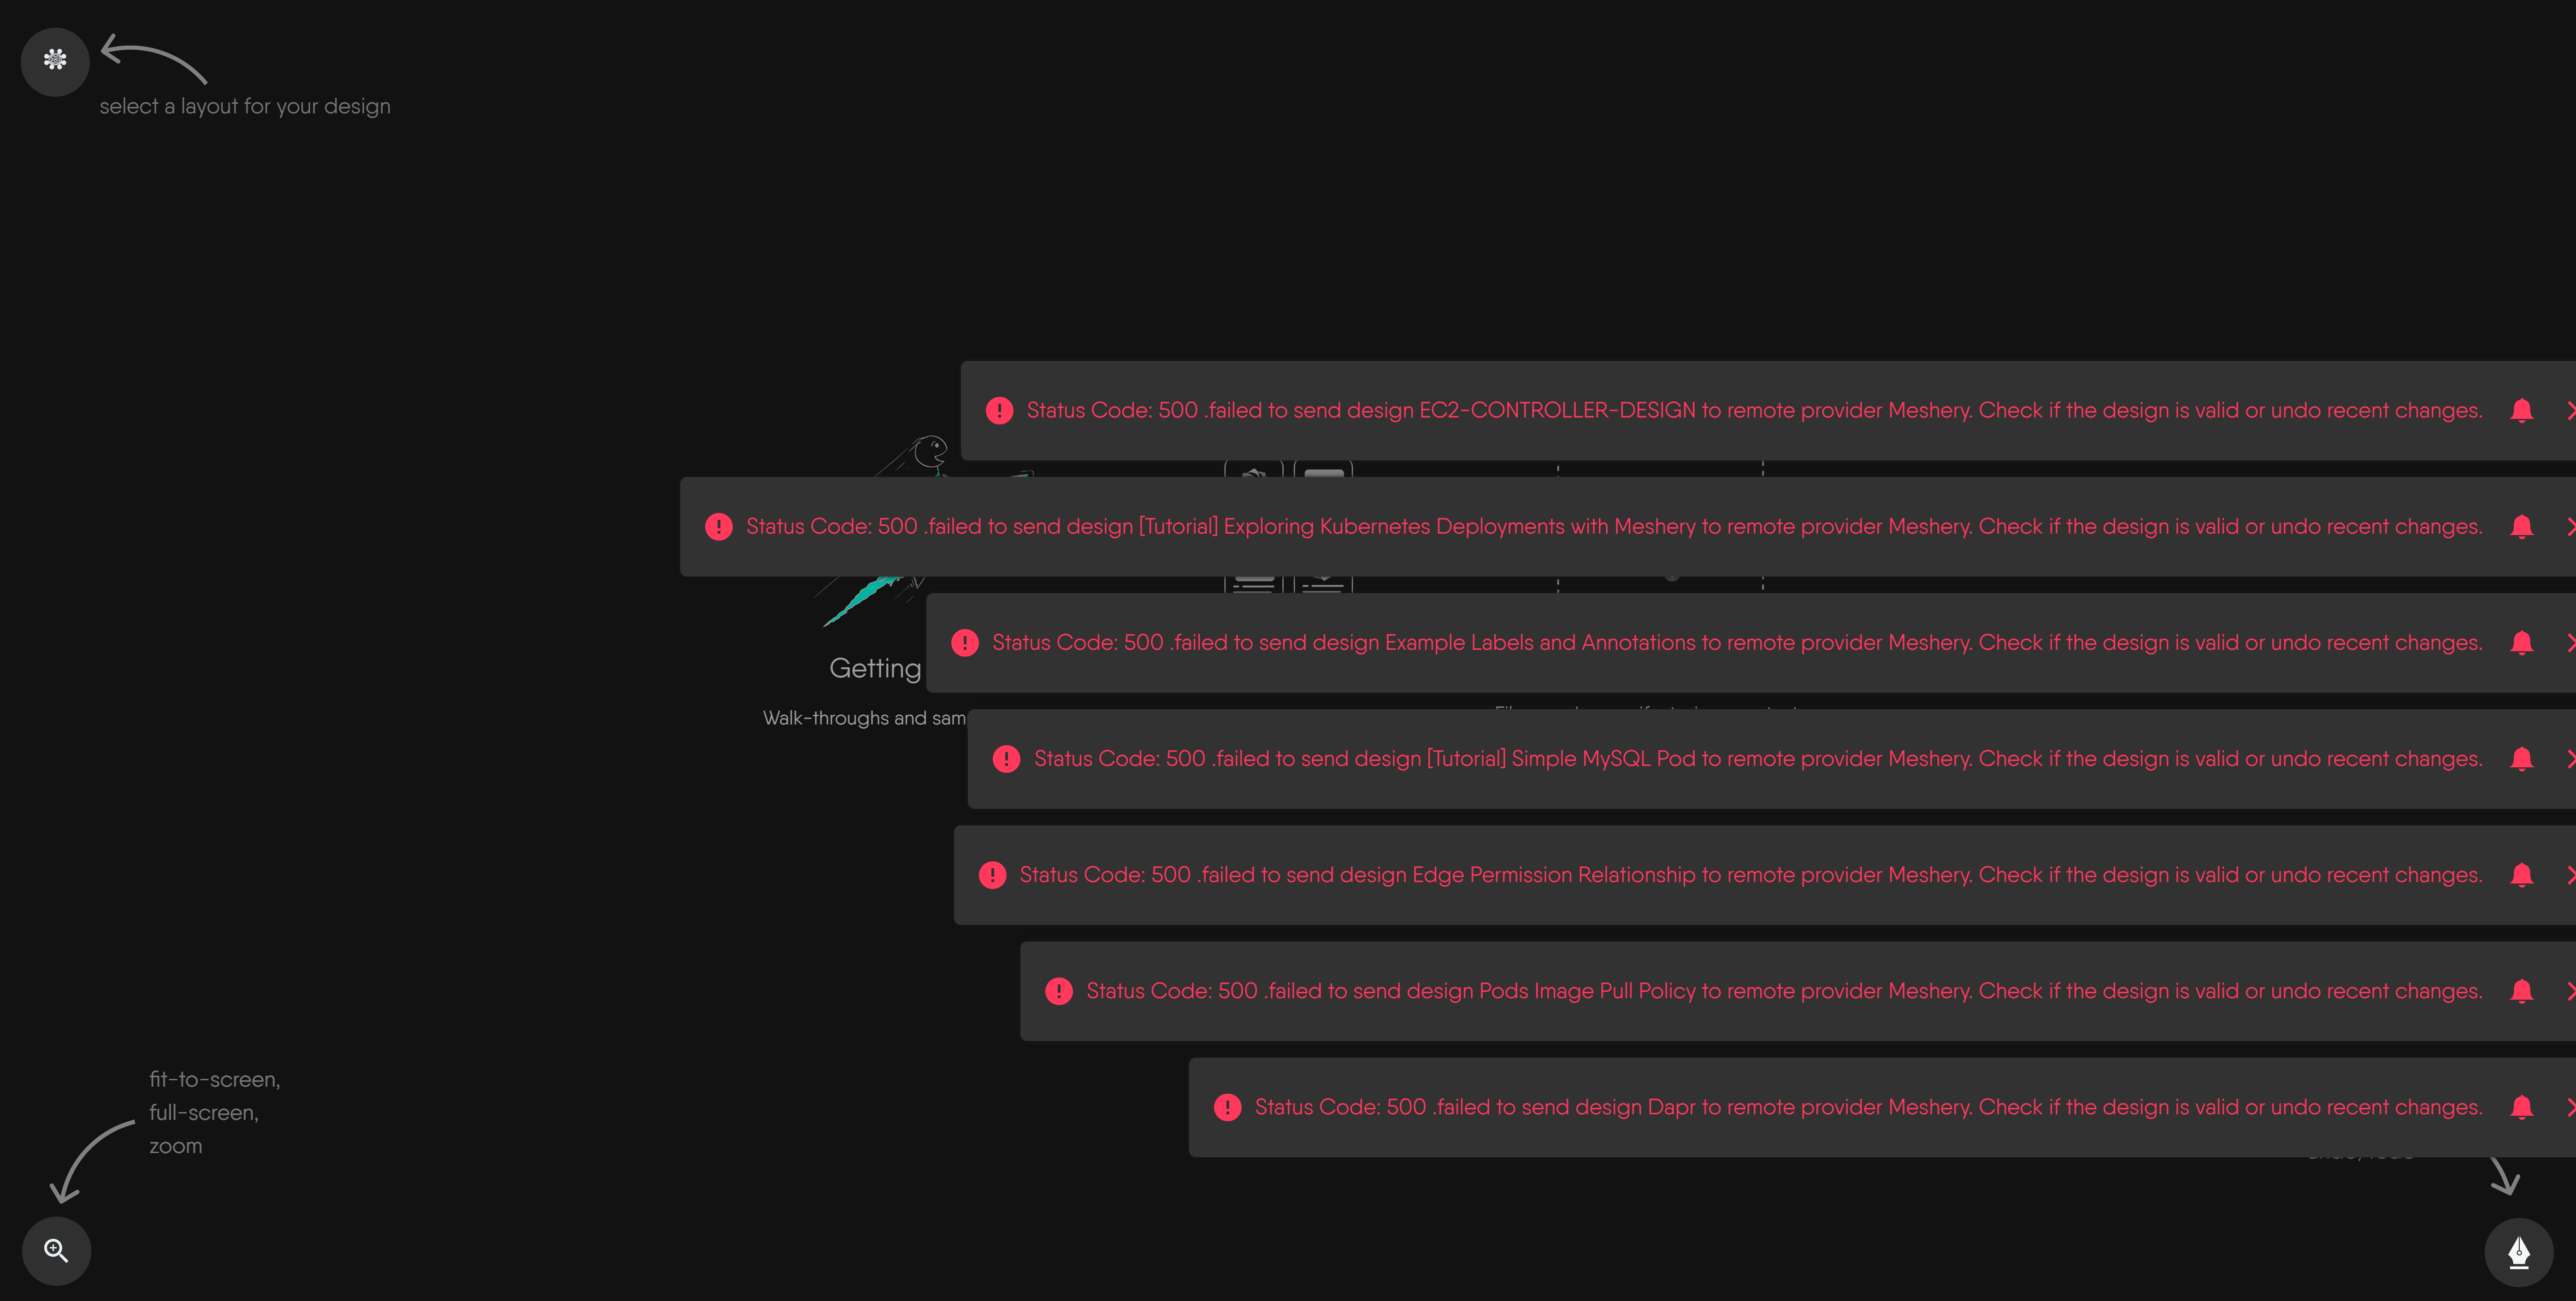 select a layout for your design
Status Code: 500 .failed to send design EC2-CONTROLLER-DESIGN to remote provider Meshery. Check if the design is valid or undo recent changes.
Status Code: 500 .failed to send design [Tutorial] Exploring Kubernetes Deployments with Meshery to remote provider Meshery. Check if the design is valid or undo recent changes.
Status Code: 500 .failed to send design Example Labels and Annotations to remote provider Meshery. Check if the design is valid or undo recent changes.
Getting
Walk-throughs and sam
Status Code: 500 .failed to send design [Tutorial] Simple MySQL Pod to remote provider Meshery. Check if the design is valid or undo recent changes.
Status Code: 500 .failed to send design Edge Permission Relationship to remote provider Meshery. Check if the design is valid or undo recent changes.
Status Code: 500 .failed to send design Pods Image Pull Policy to remote provider Meshery. Check if the design is valid or undo recent changes.
Status Code: 500 .failed to send design Dapr to remote provider Meshery. Check if the design is valid or undo recent changes.
fit-to-screen,
full-screen,
zoom